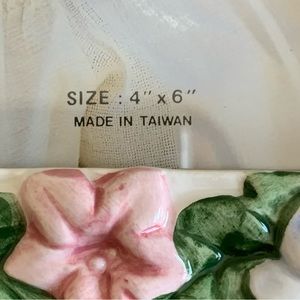 SIZE : 4" x 6"
MADE IN TAIWAN